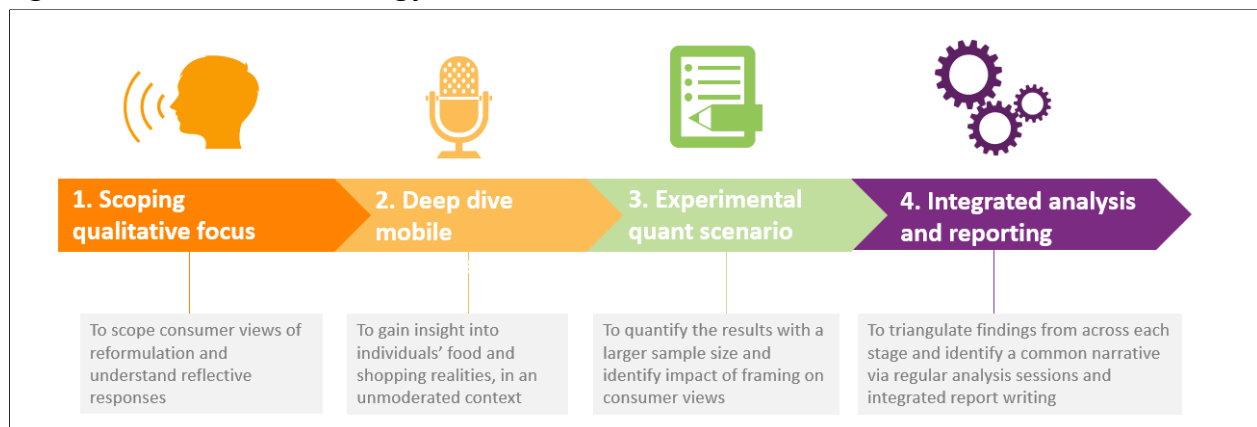 1. Scoping
qualitative focus
2. Deep dive
mobile
3. Experimental
quant scenario
4. Integrated analysis
and reporting
To scope consumer views of
reformulation and
understand reflective
responses
To gain insight into
individuals’ food and
shopping realities, in an
unmoderated context
To quantify the results with a
larger sample size and
identify impact of framing on
consumer views
To triangulate findings from across each
stage and identify a common narrative
via regular analysis sessions and
integrated report writing